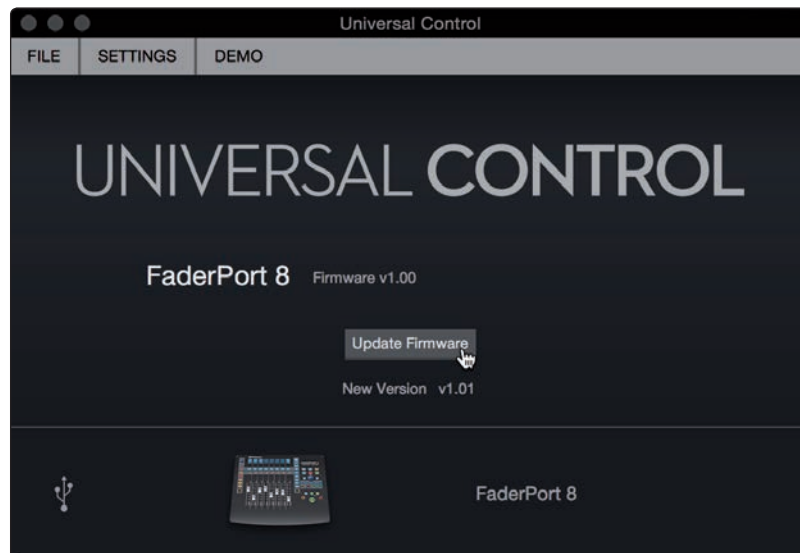 Universal Control
FILE SETTINGS DEMO
UNIVERSAL CONTROL
FaderPort 8 Firmware v1.00
Update Firmware
New Version v1.01
FaderPort 8